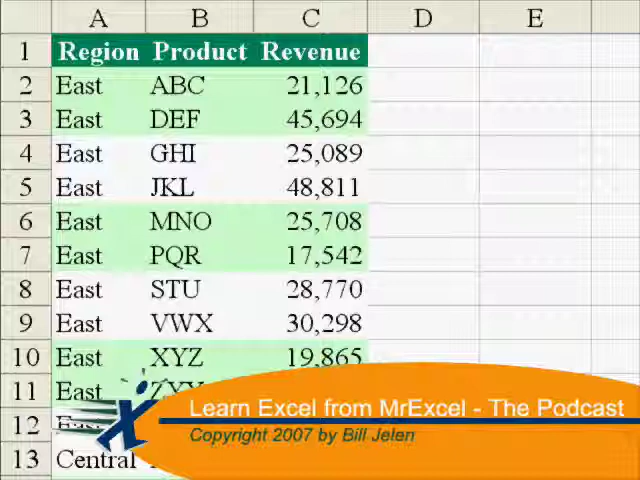 A B C D E
1 Region Product Revenue
2 East ABC 21,126
3 East DEF 45,694
4 East GHI 25,089
5 East JKL 48,811
6 East MNO 25,708
7 East PQR 17,542
8 East STU 28,770
9 East VWX 30,298
10 East XYZ 19,865
11 East
12 East
13 Central
Learn Excel from MrExcel - The Podcast
Copyright 2007 by Bill Jelen